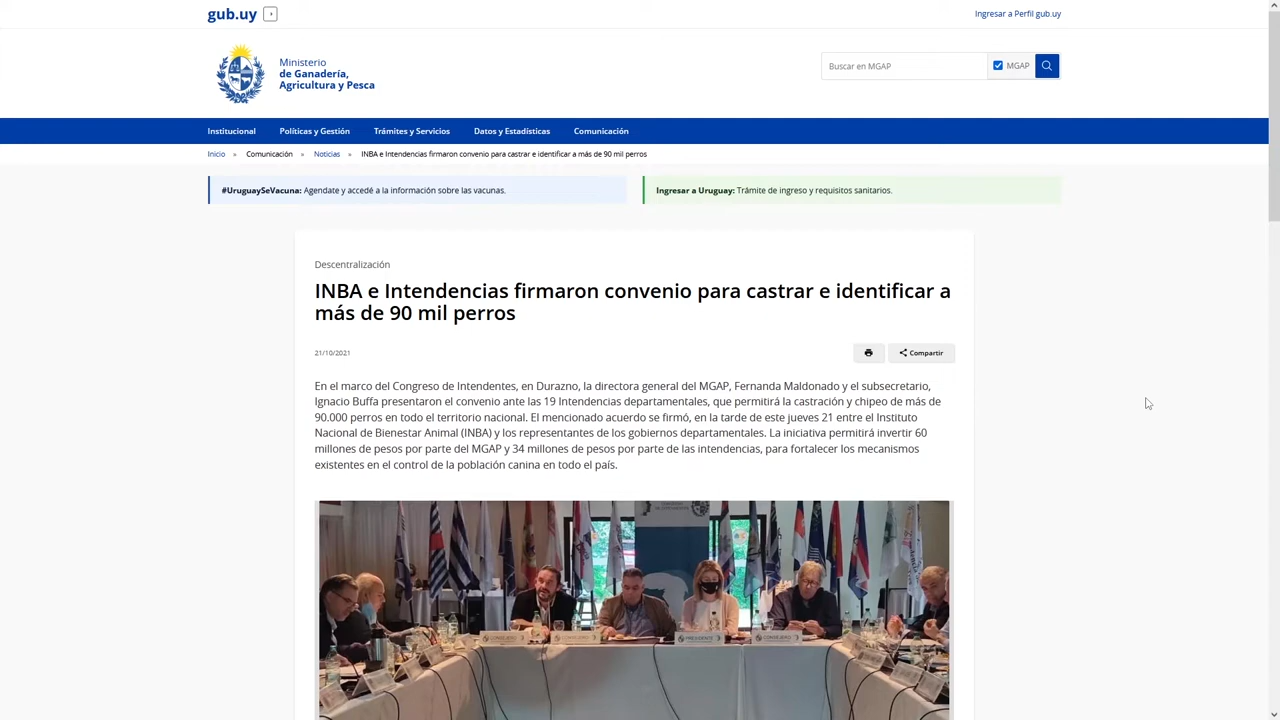 gub.uy
Ingresar a Perfil gub.uy
Ministerio
de Ganadería,
Agricultura y Pesca
Buscar en MGAP
MGAP
Institucional
Políticas y Gestión
Trámites y Servicios
Datos y Estadísticas
Comunicación
Inicio » Comunicación » Noticias » INBA e Intendencias firmaron convenio para castrar e identificar a más de 90 mil perros
#UruguaySeVacuna: Agendate y accedé a la información sobre las vacunas.
Ingresar a Uruguay: Trámite de ingreso y requisitos sanitarios.
Descentralización
INBA e Intendencias firmaron convenio para castrar e identificar a
más de 90 mil perros
21/10/2021
Compartir
En el marco del Congreso de Intendentes, en Durazno, la directora general del MGAP, Fernanda Maldonado y el subsecretario,
Ignacio Buffa presentaron el convenio ante las 19 Intendencias departamentales, que permitirá la castración y chipeo de más de
90.000 perros en todo el territorio nacional. El mencionado acuerdo se firmó, en la tarde de este jueves 21 entre el Instituto
Nacional de Bienestar Animal (INBA) y los representantes de los gobiernos departamentales. La iniciativa permitirá invertir 60
millones de pesos por parte del MGAP y 34 millones de pesos por parte de las intendencias, para fortalecer los mecanismos
existentes en el control de la población canina en todo el país.
CONSEJERO
CONSEJERO
PRESIDENTE
CONSEJERO